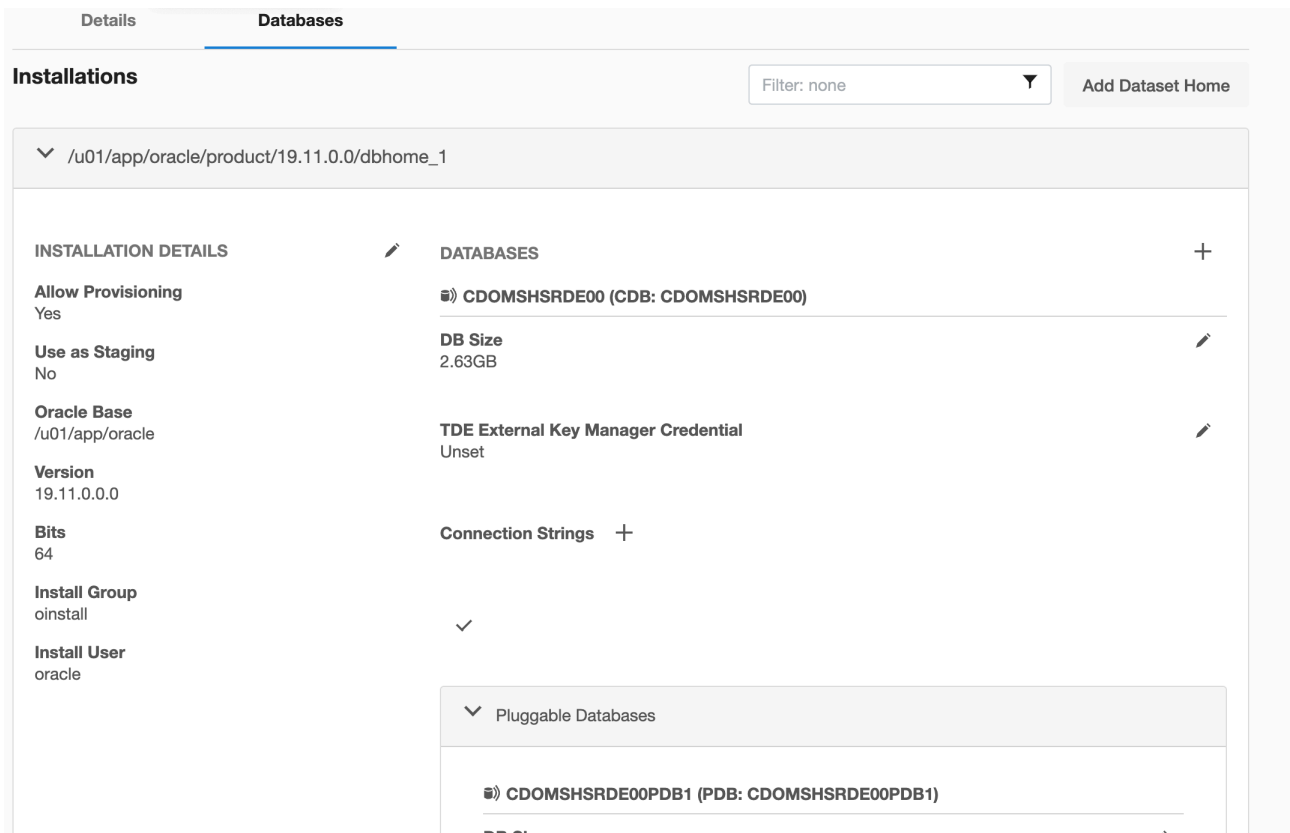 Details
Databases
Installations
Filter: none
Add Dataset Home
/u01/app/oracle/product/19.11.0.0/dbhome_1
INSTALLATION DETAILS
Allow Provisioning
Yes
Use as Staging
No
Oracle Base
/u01/app/oracle
Version
19.11.0.0.0
Bits
64
Install Group
oinstall
Install User
oracle
DATABASES
CDOMSHSRDE00 (CDB: CDOMSHSRDE00)
DB Size
2.63GB
TDE External Key Manager Credential
Unset
Connection Strings
Pluggable Databases
CDOMSHSRDE00PDB1 (PDB: CDOMSHSRDE00PDB1)